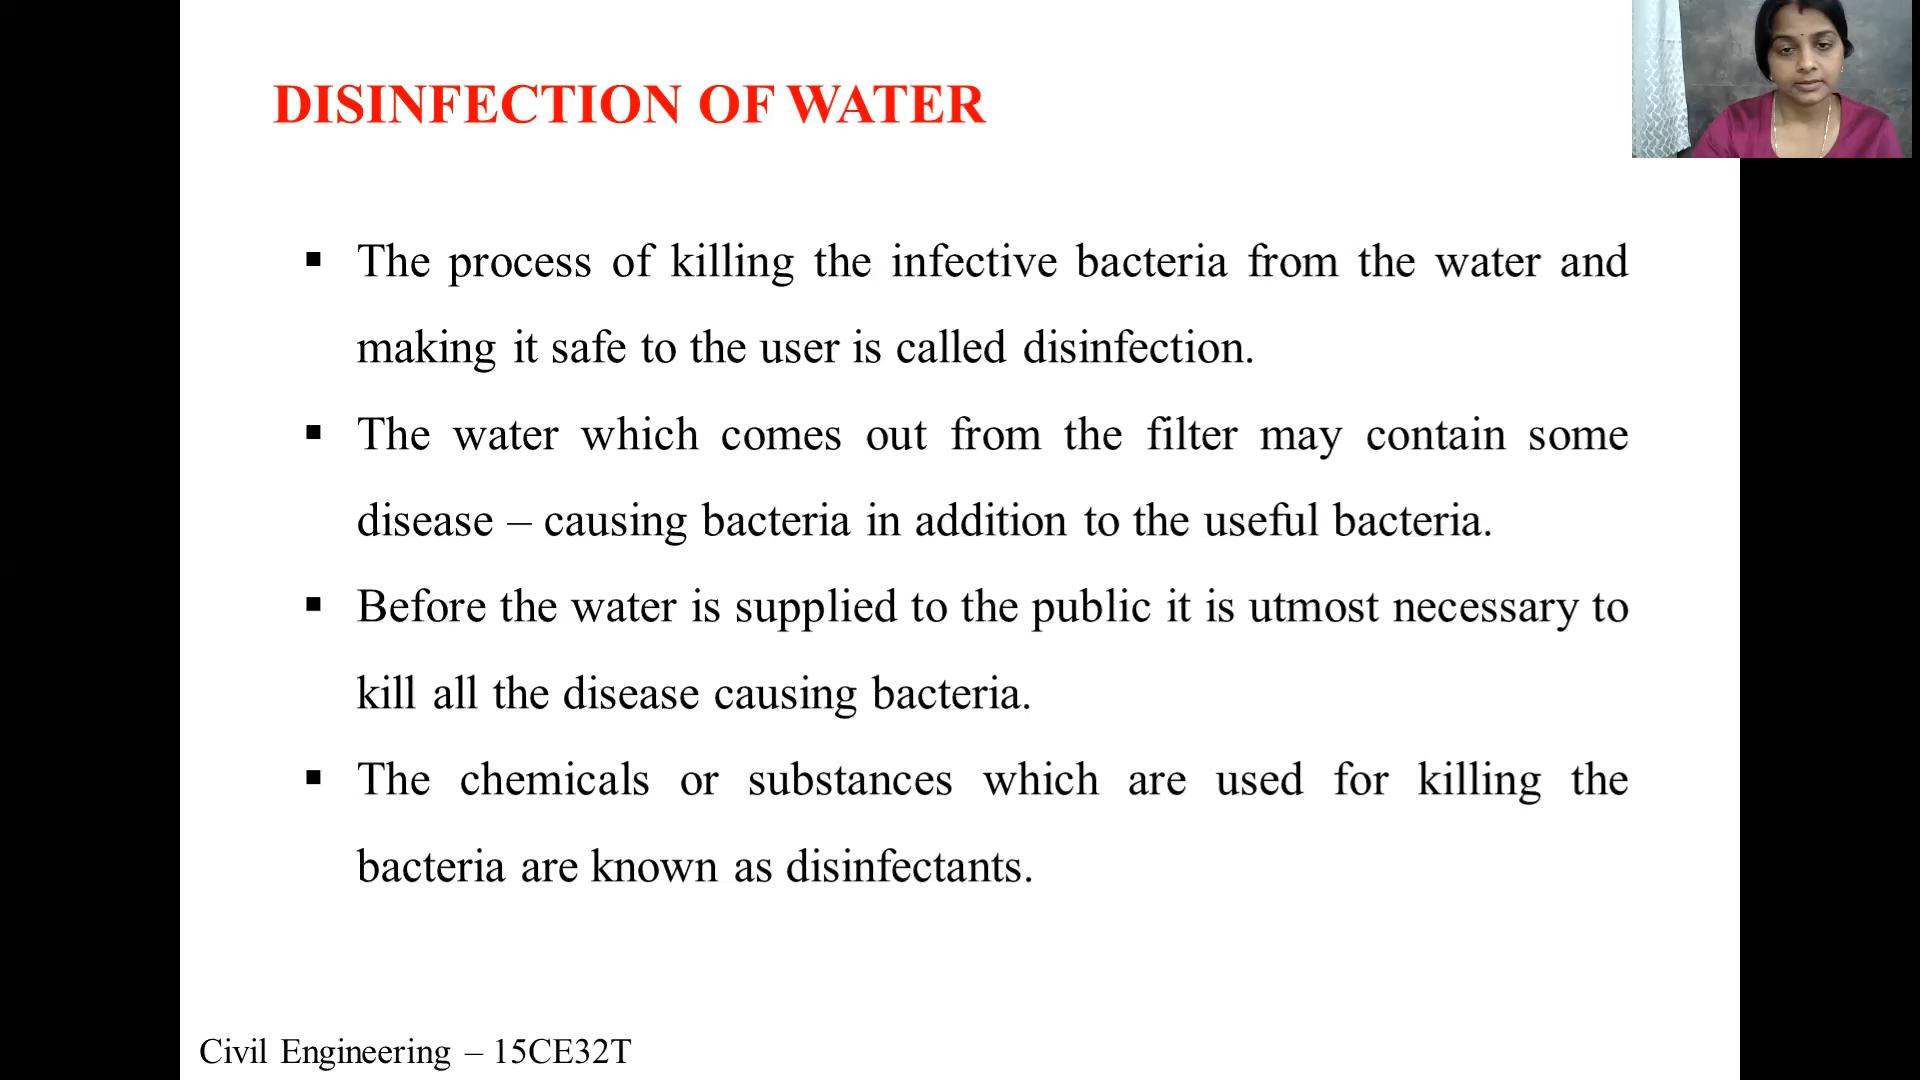 DISINFECTION OF WATER
▪ The process of killing the infective bacteria from the water and
making it safe to the user is called disinfection.
▪ The water which comes out from the filter may contain some
disease – causing bacteria in addition to the useful bacteria.
▪ Before the water is supplied to the public it is utmost necessary to
kill all the disease causing bacteria.
▪ The chemicals or substances which are used for killing the
bacteria are known as disinfectants.
Civil Engineering – 15CE32T